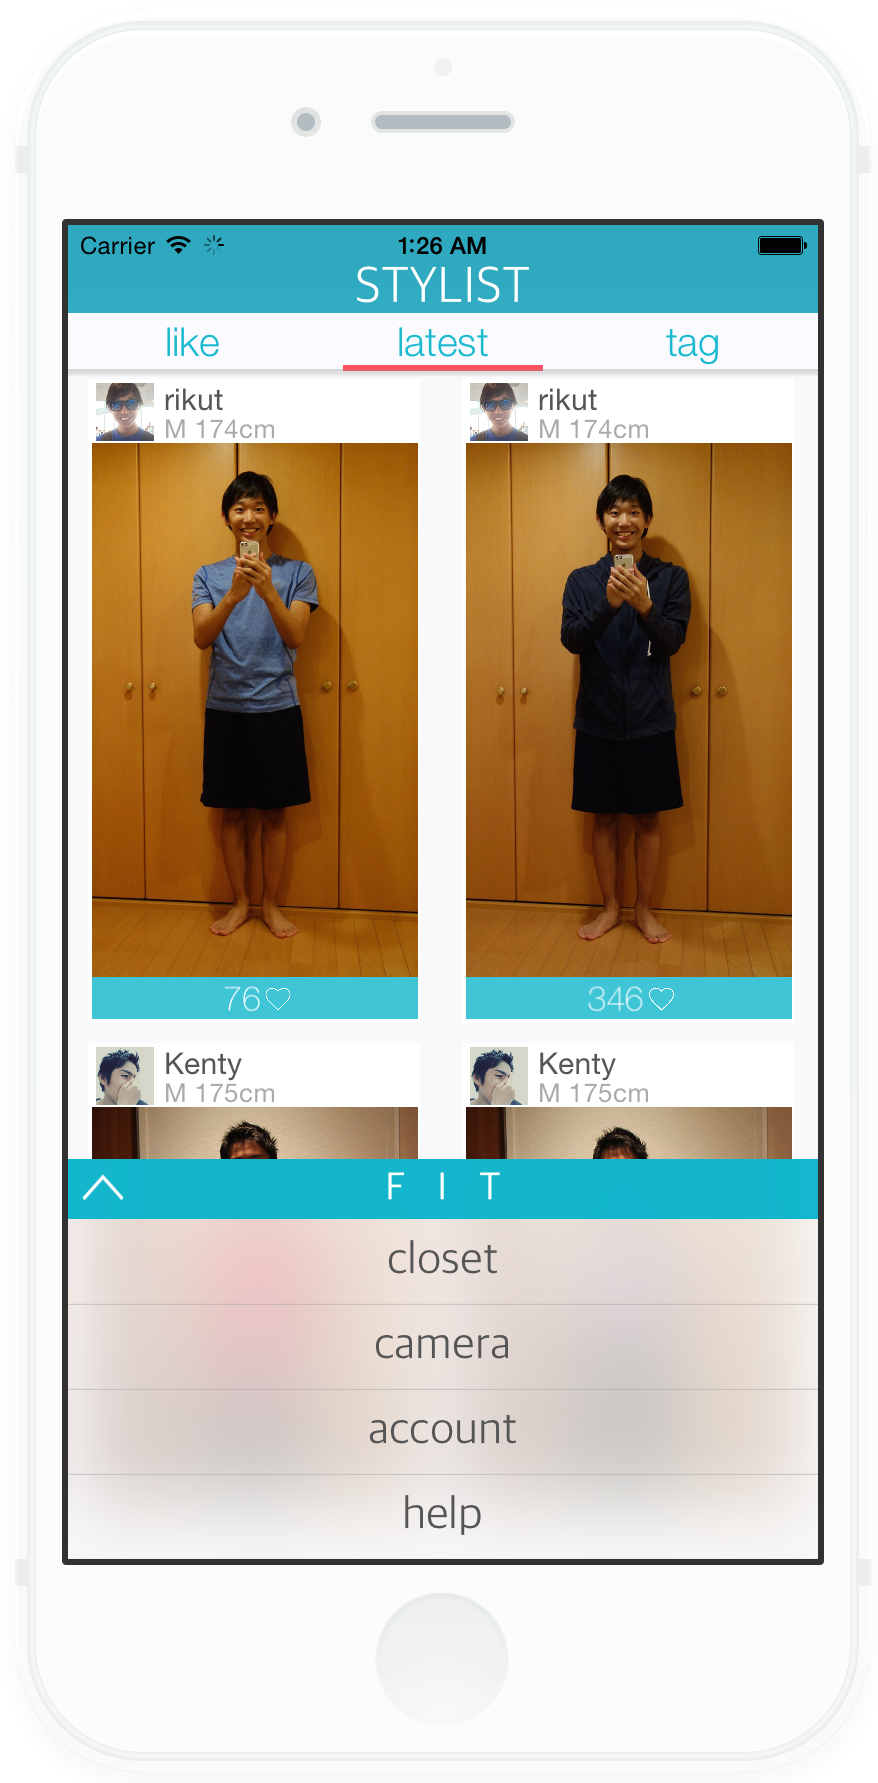 Carrier 1:26 AM
STYLIST
like latest tag
rikut
M 174cm
rikut
M 174cm
76
346
Kenty
M 175cm
Kenty
M 175cm
F I T
closet
camera
account
help